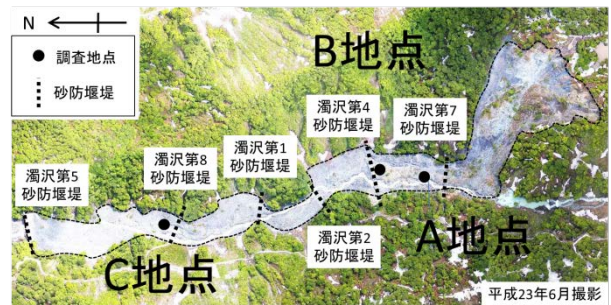 N
調査地点
砂防堰堤
B地点
濁沢第4
砂防堰堤
濁沢第7
砂防堰堤
濁沢第1
砂防堰堤
濁沢第8
砂防堰堤
濁沢第5
砂防堰堤
濁沢第2
砂防堰堤
A地点
C地点
平成23年6月撮影